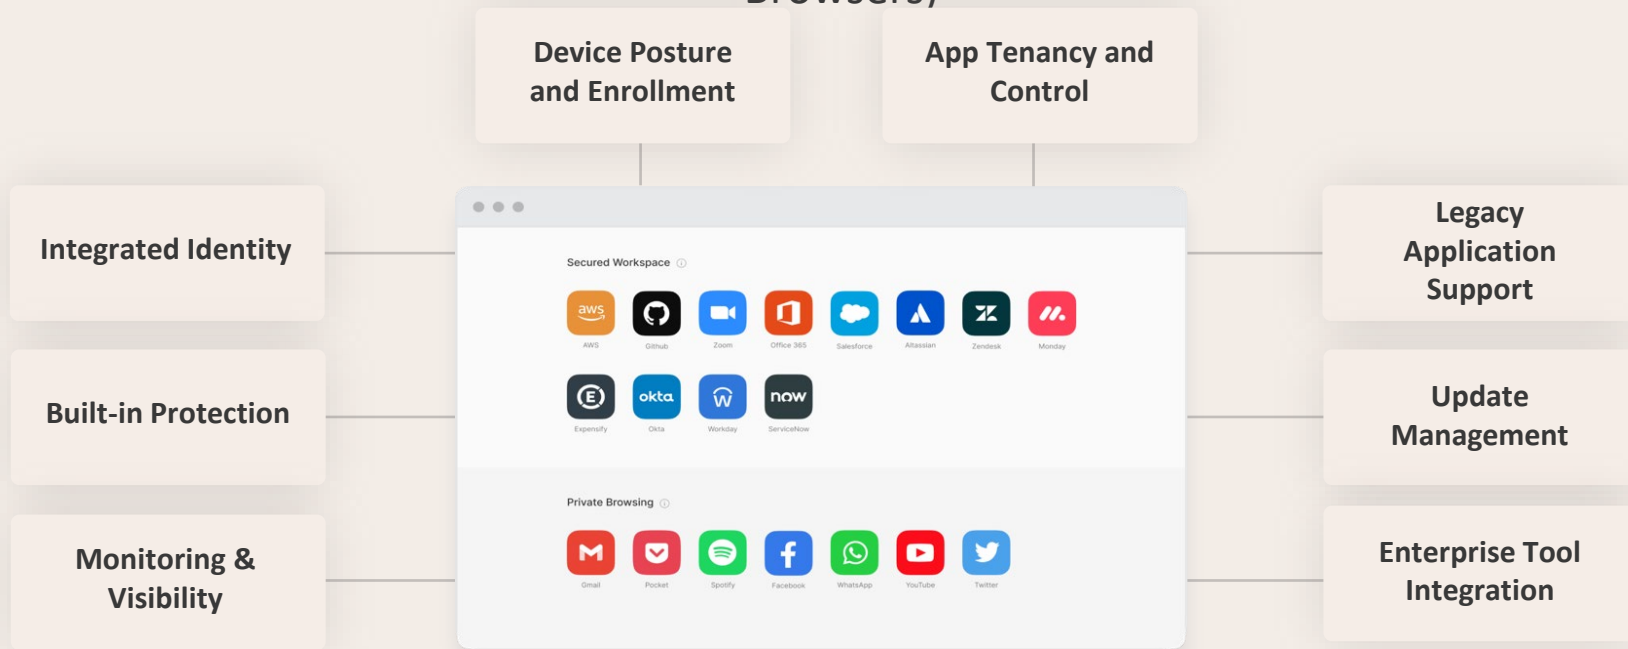 Browsers)
Device Posture
and Enrollment
App Tenancy and
Control
Integrated Identity
Built-in Protection
Monitoring &
Visibility
Legacy
Application
Support
Update
Management
Enterprise Tool
Integration
Secured Workspace
aws
okta
now
AWS
Github
Zoom
Office 365
Salesforce
Altassian
Zendesk
Monday
Expensify
Okta
Workday
ServiceNow
Private Browsing
Gmail
Pocket
Spotify
Facebook
WhatsApp
YouTube
Twitter